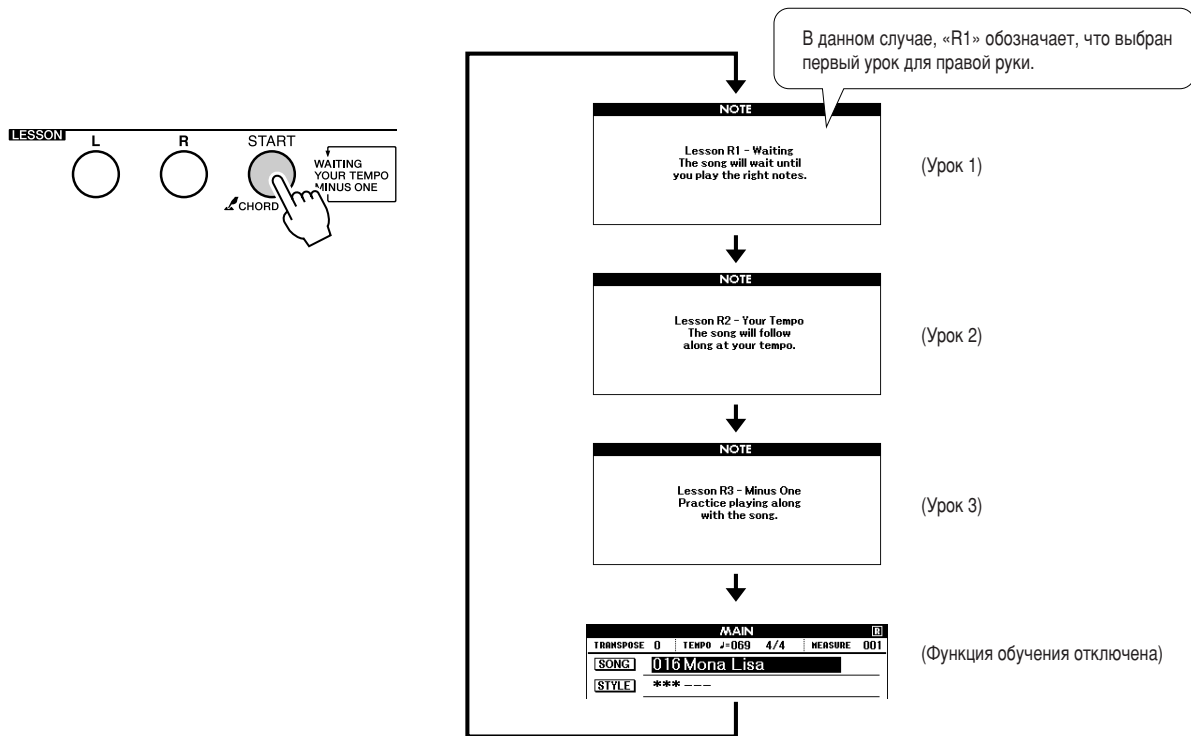 В данном случае, «R1» обозначает, что выбран
первый урок для правой руки.
LESSON
L
R
START
WAITING
YOUR TEMPO
MINUS ONE
CHORD
NOTE
Lesson R1 - Waiting
The song will wait until
you play the right notes.
(Урок 1)
NOTE
Lesson R2 - Your Tempo
The song will follow
along at your tempo.
(Урок 2)
NOTE
Lesson R3 - Minus One
Practice playing along
with the song.
(Урок 3)
MAIN R
TRANSPOSE 0 TEMPO ♩=069 4/4 MEASURE 001
SONG 016 Mona Lisa
STYLE ***---
(Функция обучения отключена)